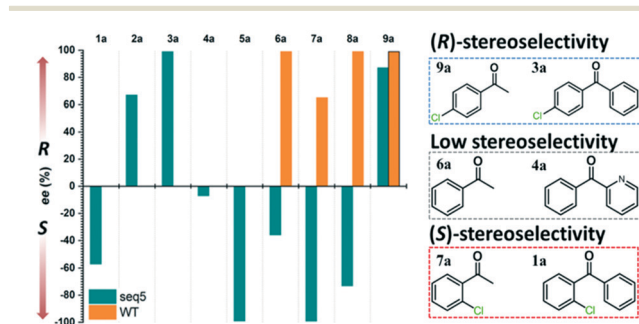 1a 2a 3a 4a 5a 6a 7a 8a 9a
100
80
60
40
20
0
-20
-40
-60
-80
-100
R
ee (%)
S
seq5
WT
(R)-stereoselectivity
9a 3a
O O
Cl Cl
Low stereoselectivity
6a 4a
O O
N
(S)-stereoselectivity
7a 1a
O O
Cl Cl